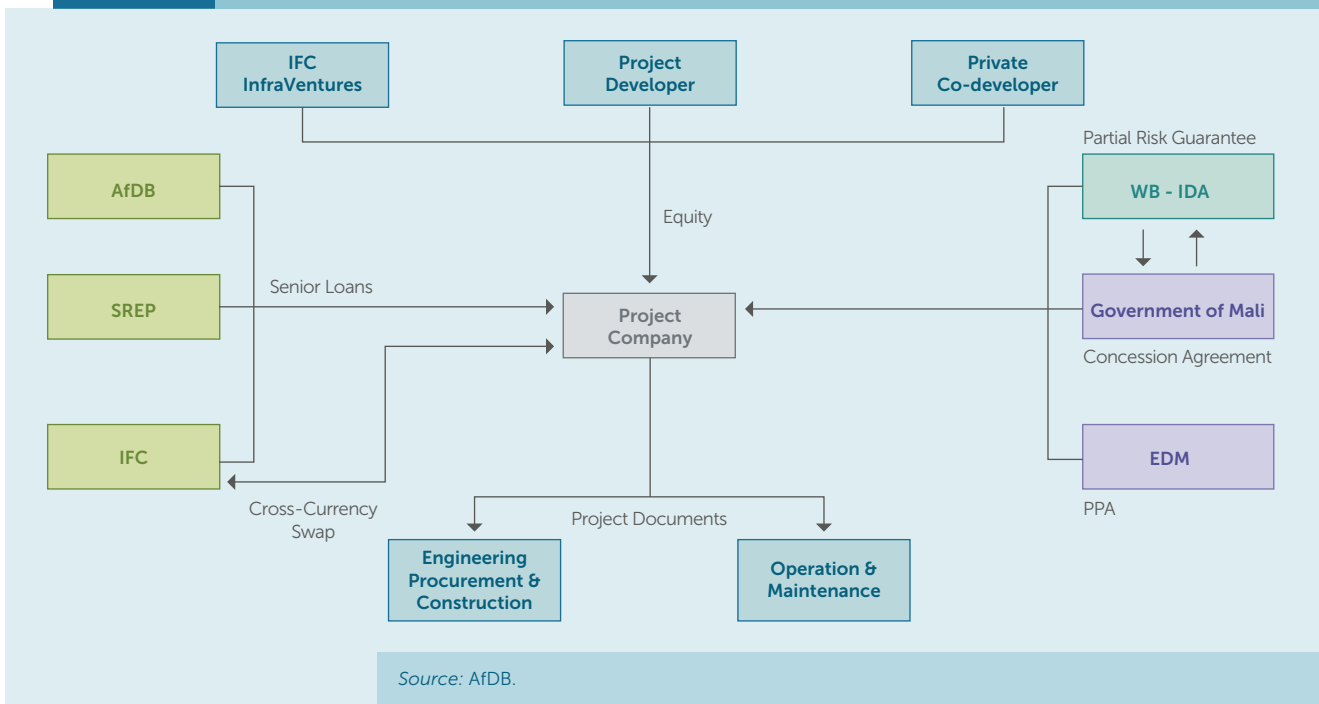 IFC
InfraVentures
Project
Developer
Private
Co-developer
Partial Risk Guarantee
AfDB
WB - IDA
Equity
SREP
Senior Loans
Project
Company
Government of Mali
Concession Agreement
IFC
EDM
Cross-Currency
Swap
Project Documents
PPA
Engineering
Procurement &
Construction
Operation &
Maintenance
Source: AfDB.